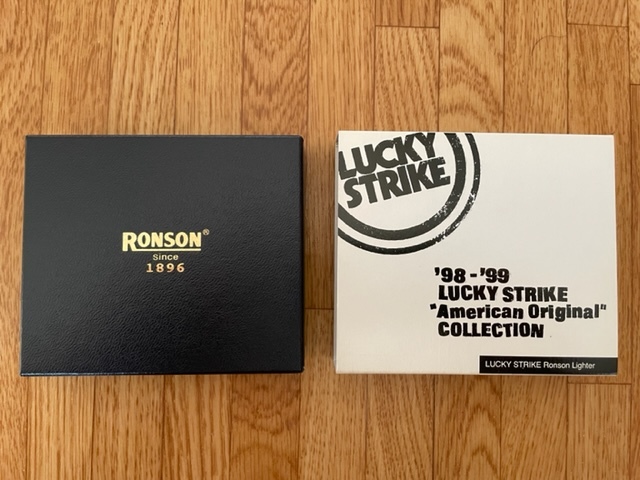 RONSON®
Since
1896
LUCKY
STRIKE
'98-'99
LUCKY STRIKE
"American Original"
COLLECTION
LUCKY STRIKE Ronson Lighter